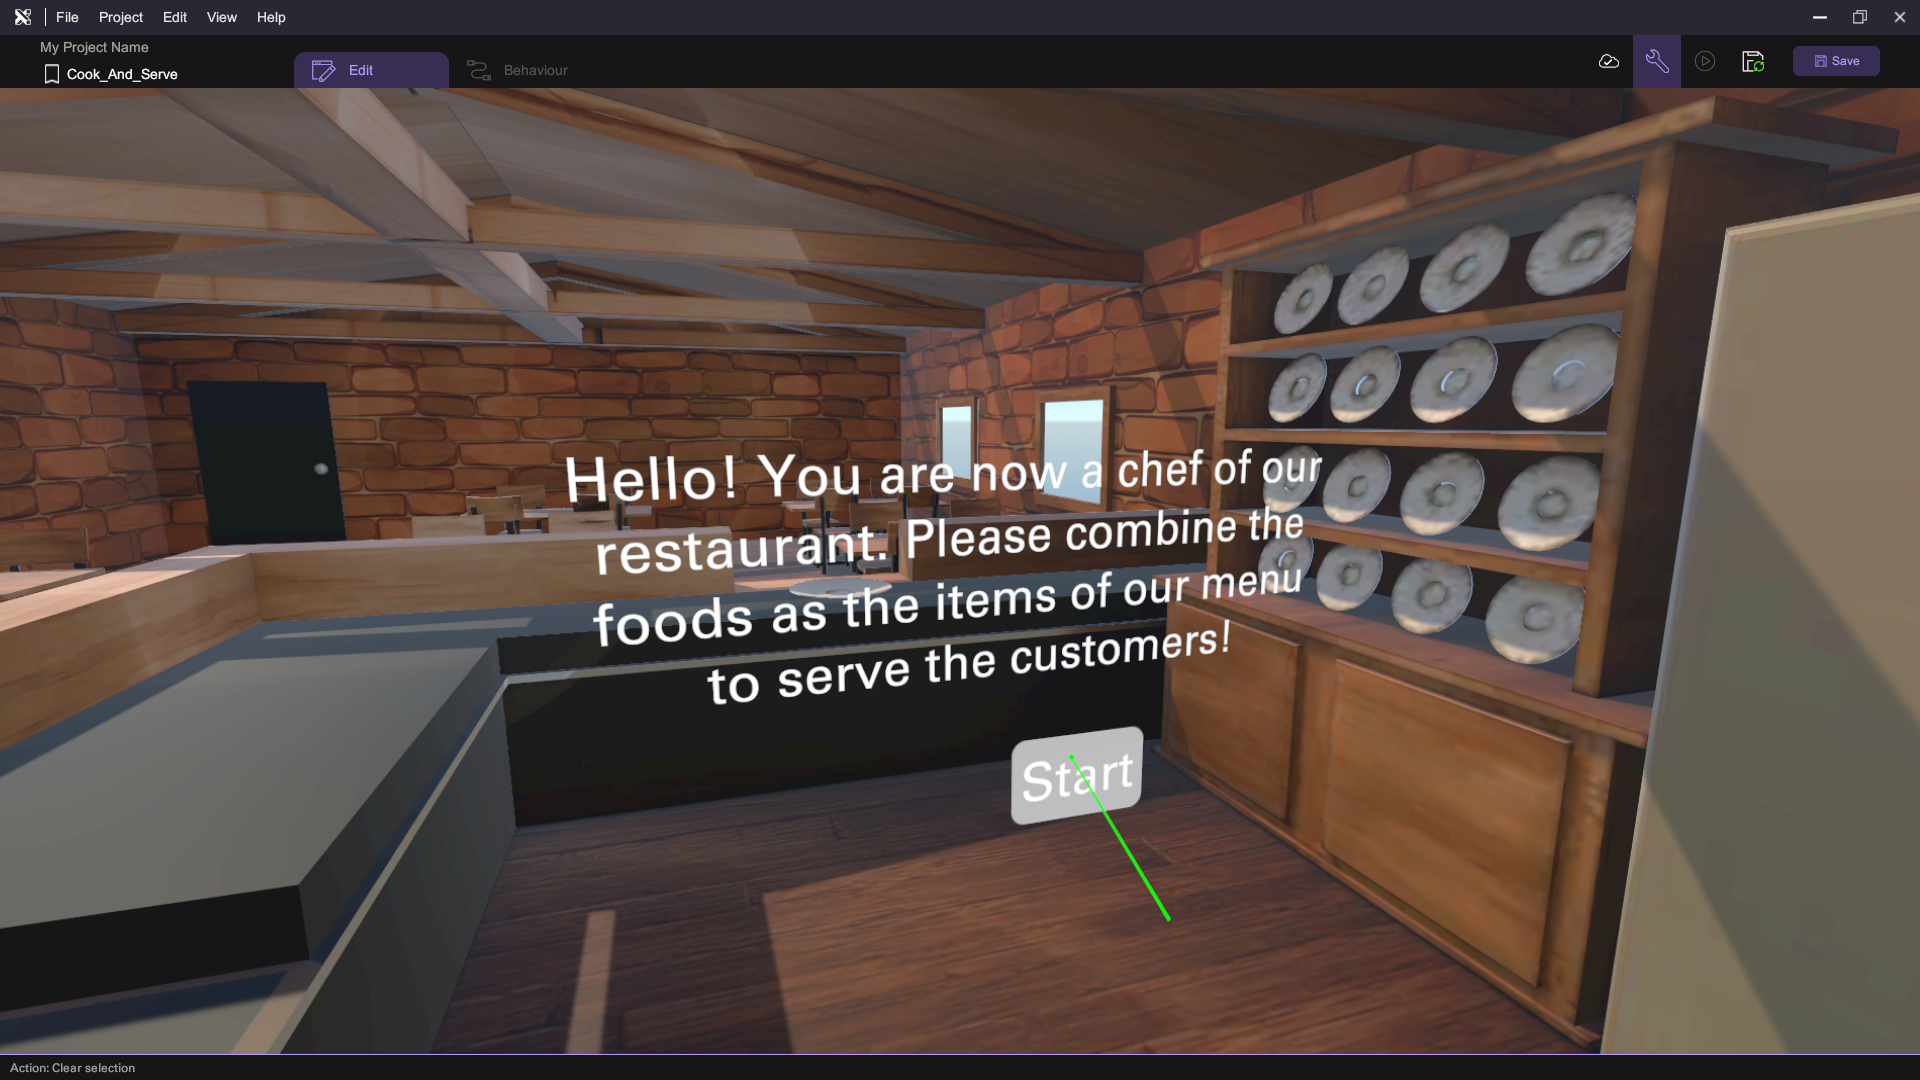 File Project Edit View Help
My Project Name
Cook_And_Serve
Edit
Behaviour
Save
Hello! You are now a chef of our
restaurant. Please combine the
foods as the items of our menu
to serve the customers!
Start
Action: Clear selection